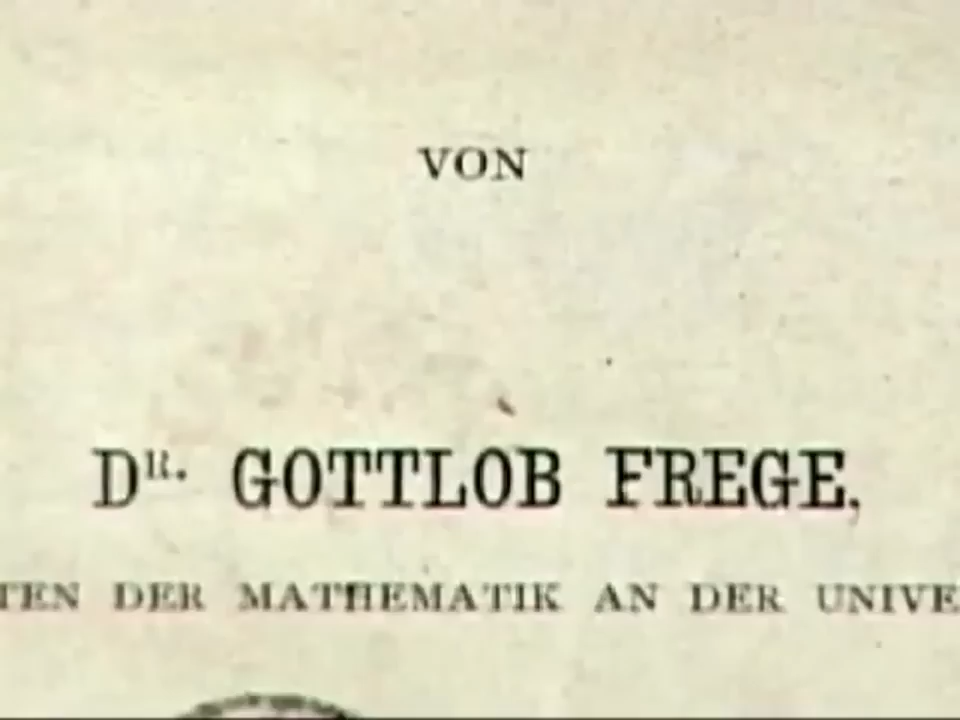 VON
DR. GOTTLOB FREGE,
TEN DER MATHEMATIK AN DER UNIVE